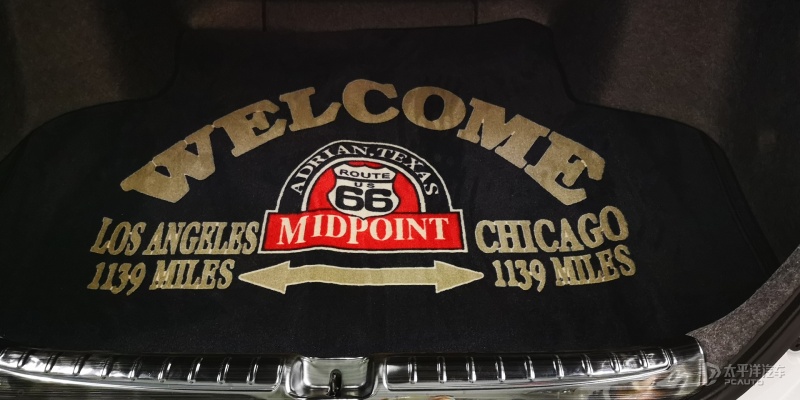 WELCOME
ADRIAN, TEXAS
ROUTE
US
66
MIDPOINT
LOS ANGELES
1139 MILES
CHICAGO
1139 MILES
太平洋汽车
PCAUTO